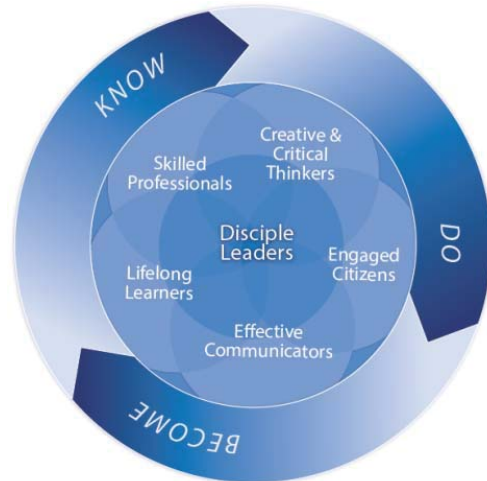 KNOW
Creative &
Critical
Thinkers
Skilled
Professionals
Disciple
Leaders
DO
Engaged
Citizens
Lifelong
Learners
Effective
Communicators
BECOME